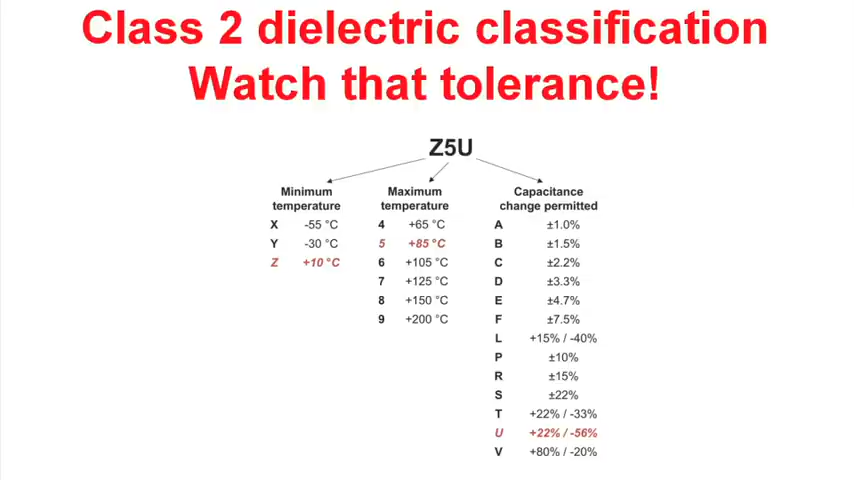 Class 2 dielectric classification
Watch that tolerance!
Z5U
Minimum temperature
X -55 °C
Y -30 °C
Z +10 °C
Maximum temperature
4 +65 °C
5 +85 °C
6 +105 °C
7 +125 °C
8 +150 °C
9 +200 °C
Capacitance change permitted
A ±1.0%
B ±1.5%
C ±2.2%
D ±3.3%
E ±4.7%
F ±7.5%
L +15% / -40%
P ±10%
R ±15%
S ±22%
T +22% / -33%
U +22% / -56%
V +80% / -20%